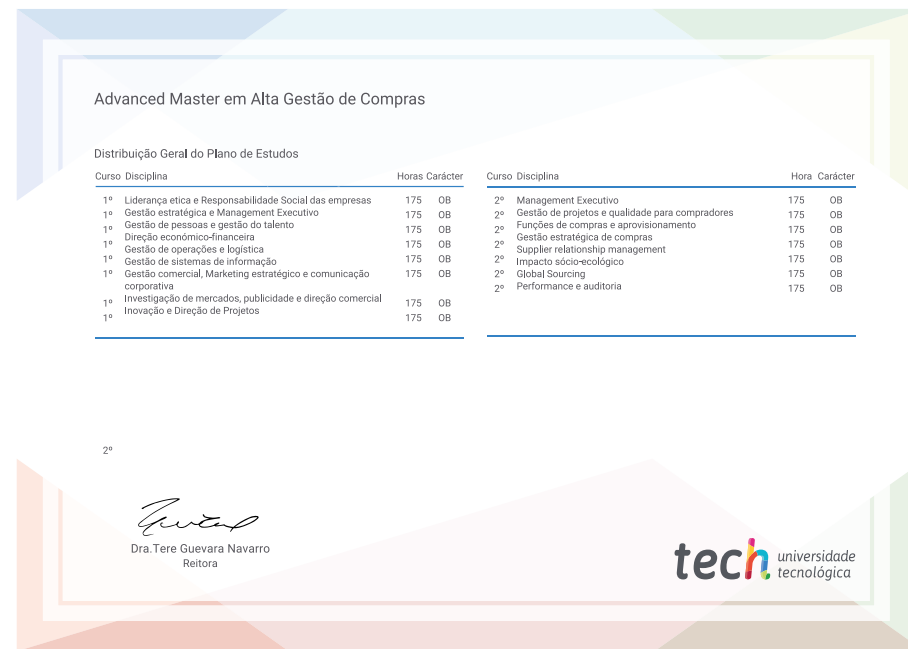 Advanced Master em Alta Gestão de Compras
Distribuição Geral do Plano de Estudos
Curso Disciplina Horas Carácter
1º Liderança etica e Responsabilidade Social das empresas 175 OB
1º Gestão estratégica e Management Executivo 175 OB
1º Gestão de pessoas e gestão do talento 175 OB
1º Direção económico-financeira 175 OB
1º Gestão de operações e logística 175 OB
1º Gestão de sistemas de informação 175 OB
1º Gestão comercial, Marketing estratégico e comunicação
corporativa
1º Investigação de mercados, publicidade e direção comercial 175 OB
1º Inovação e Direção de Projetos 175 OB
Curso Disciplina Hora Carácter
2º Management Executivo 175 OB
2º Gestão de projetos e qualidade para compradores 175 OB
2º Funções de compras e aprovisionamento 175 OB
2º Gestão estratégica de compras 175 OB
2º Supplier relationship management 175 OB
2º Impacto sócio-ecológico 175 OB
2º Global Sourcing 175 OB
Performance e auditoria
2º
Dra.Tere Guevara Navarro
Reitora
tech universidade
tecnológica